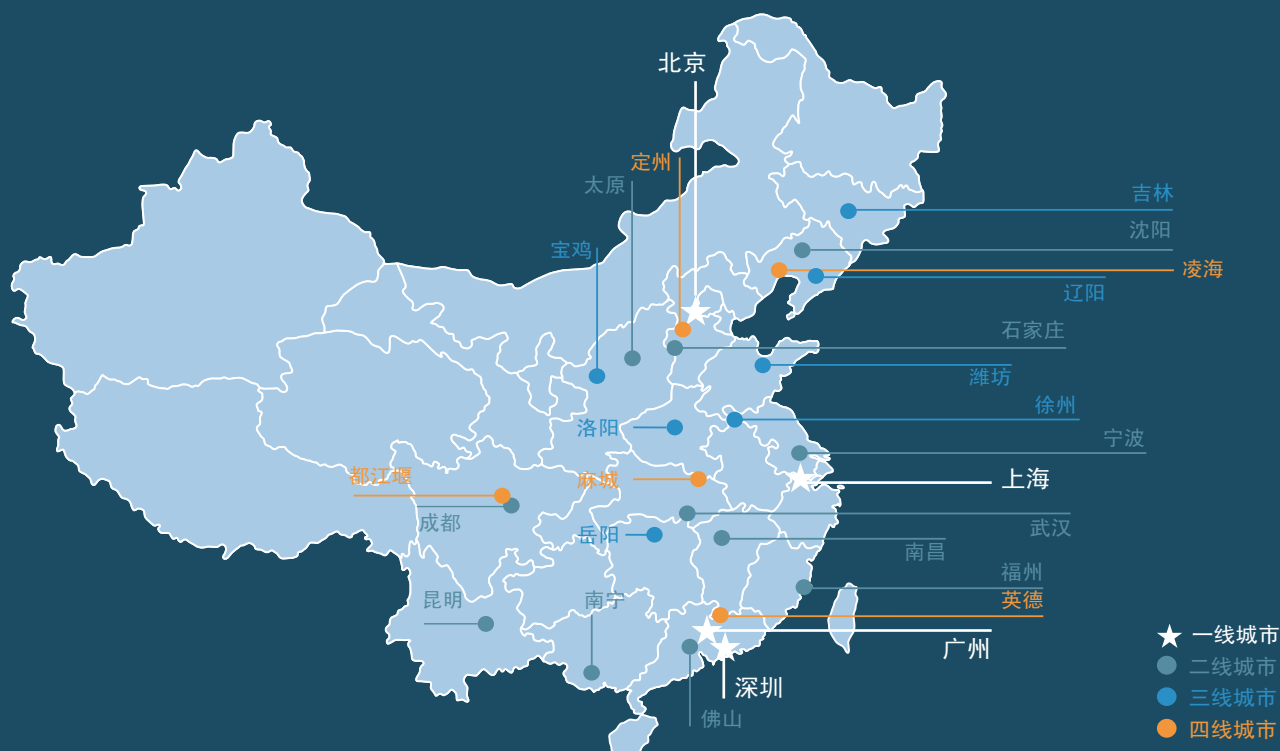 北京
定州
太原
吉林
沈阳
宝鸡
凌海
辽阳
石家庄
潍坊
徐州
洛阳
宁波
都江堰
麻城
上海
成都
武汉
岳阳
南昌
福州
昆明
南宁
英德
广州
深圳
佛山
一线城市
二线城市
三线城市
四线城市